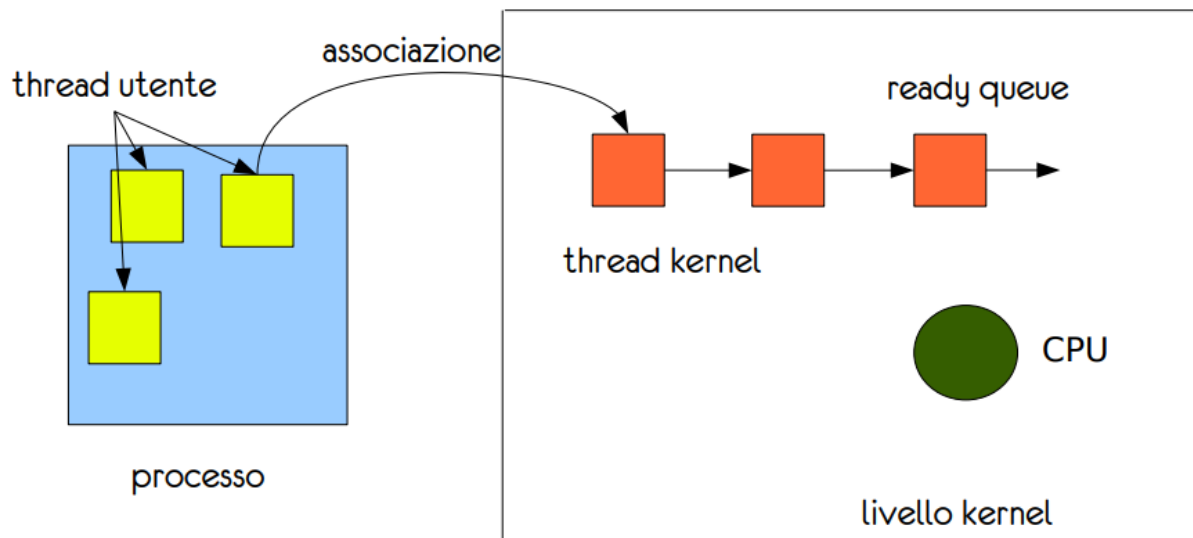 associazione
thread utente
ready queue
thread kernel
CPU
processo
livello kernel